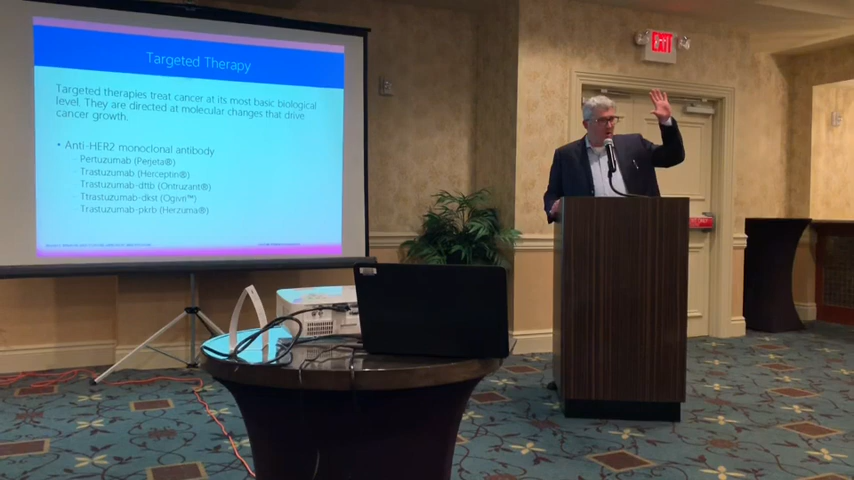 Targeted Therapy
Targeted therapies treat cancer at its most basic biological
level. They are directed at molecular changes that drive
cancer growth.
• Anti-HER2 monoclonal antibody
- Pertuzumab (Perjeta®)
- Trastuzumab (Herceptin®)
- Trastuzumab-dttb (Ontruzant®)
- Ttrastuzumab-dkst (Ogivn™)
- Trastuzumab-pkrb (Herzuma®)
EXIT